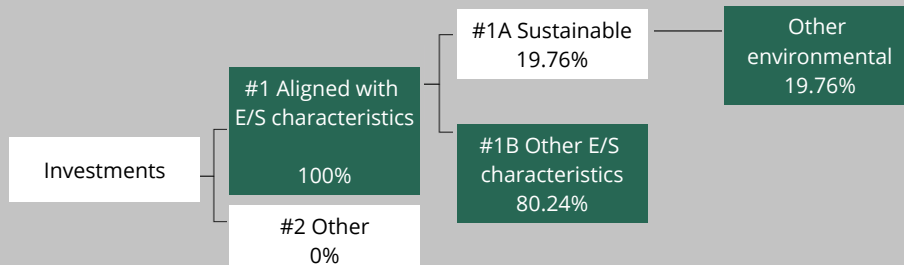 Investments
#1 Aligned with
E/S characteristics
100%
#2 Other
0%
#1A Sustainable
19.76%
#1B Other E/S
characteristics
80.24%
Other
environmental
19.76%